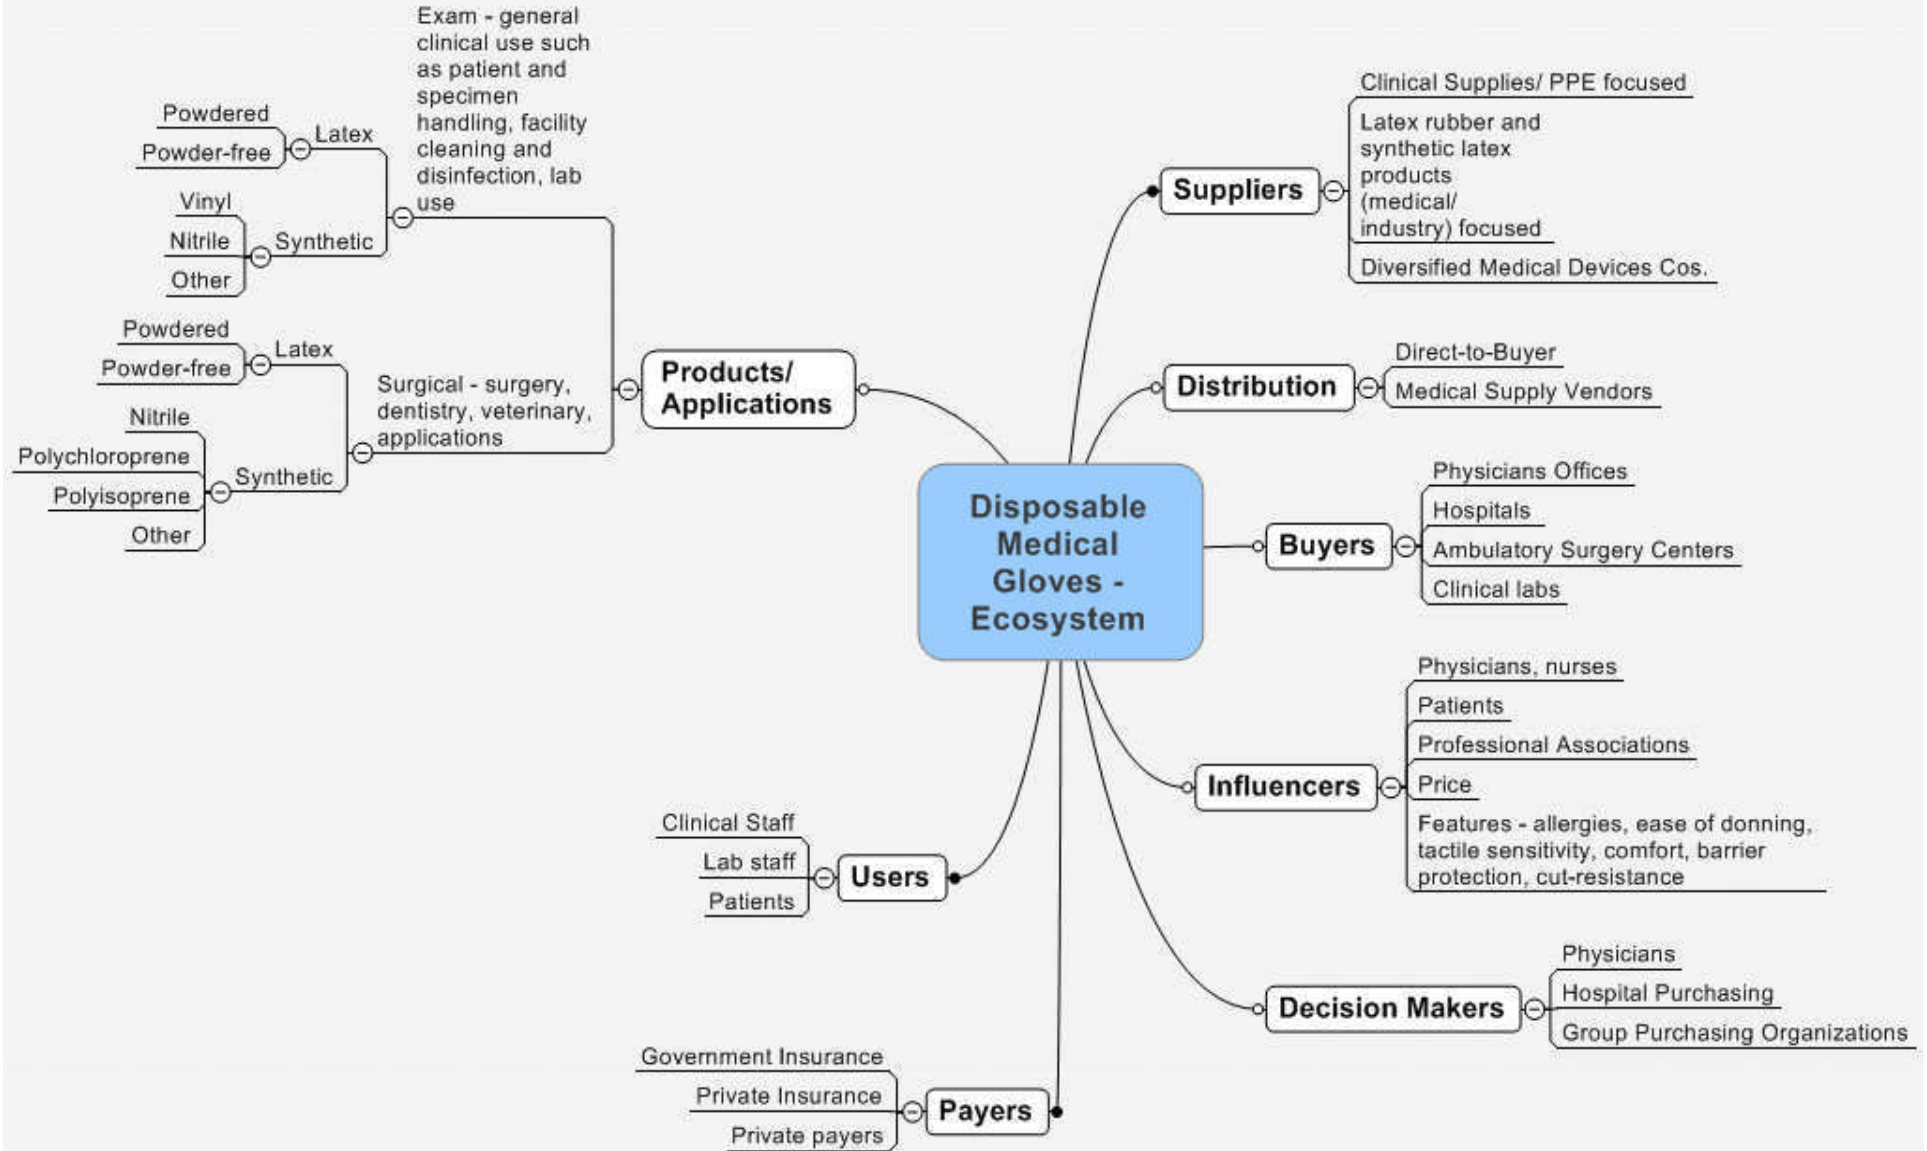 Exam - general
clinical use such
as patient and
specimen
handling, facility
cleaning and
disinfection, lab
use
Powdered
Powder-free
Latex
Vinyl
Nitrile
Other
Synthetic
Powdered
Powder-free
Latex
Nitrile
Polychloroprene
Polyisoprene
Other
Synthetic
Surgical - surgery,
dentistry, veterinary,
applications
Products/
Applications
Disposable
Medical
Gloves -
Ecosystem
Suppliers
Clinical Supplies/ PPE focused
Latex rubber and
synthetic latex
products
(medical/
industry) focused
Diversified Medical Devices Cos.
Distribution
Direct-to-Buyer
Medical Supply Vendors
Buyers
Physicians Offices
Hospitals
Ambulatory Surgery Centers
Clinical labs
Influencers
Physicians, nurses
Patients
Professional Associations
Price
Features - allergies, ease of donning,
tactile sensitivity, comfort, barrier
protection, cut-resistance
Decision Makers
Physicians
Hospital Purchasing
Group Purchasing Organizations
Clinical Staff
Lab staff
Patients
Users
Government Insurance
Private Insurance
Private payers
Payers